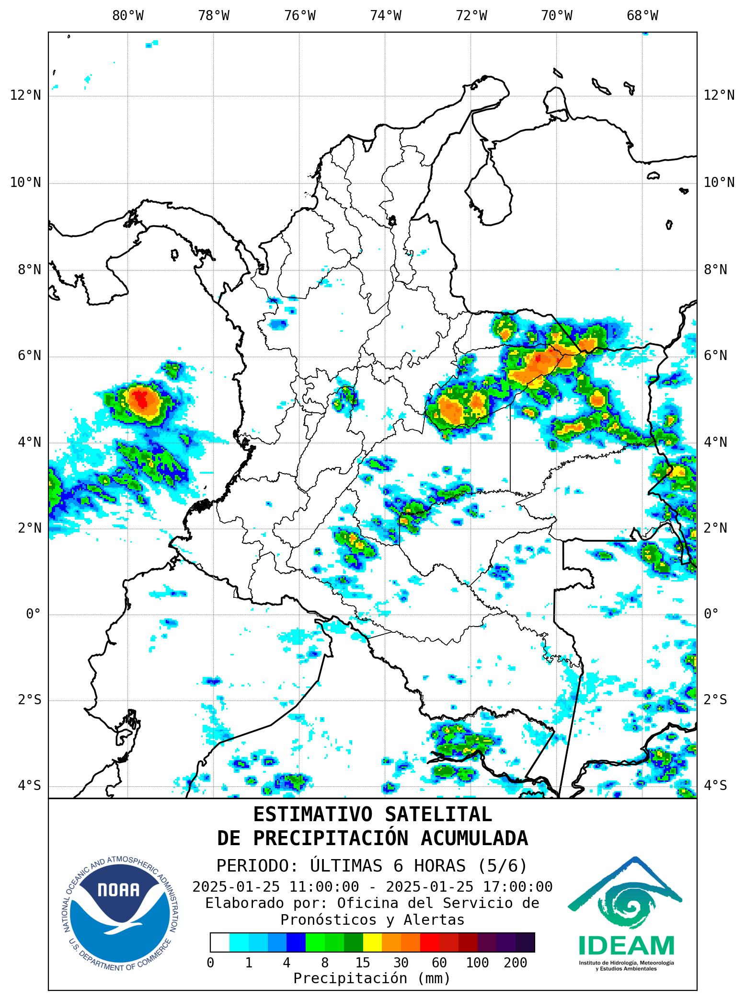 80°W 78°W 76°W 74°W 72°W 70°W 68°W
12°N 12°N
10°N 10°N
8°N 8°N
6°N 6°N
4°N 4°N
2°N 2°N
0° 0°
2°S 2°S
4°S 4°S
ESTIMATIVO SATELITAL
DE PRECIPITACIÓN ACUMULADA
PERIODO: ÚLTIMAS 6 HORAS (5/6)
2025-01-25 11:00:00 - 2025-01-25 17:00:00
Elaborado por: Oficina del Servicio de
Pronósticos y Alertas
0 1 4 8 15 30 60 100 200
Precipitación (mm)
NATIONAL OCEANIC AND ATMOSPHERIC ADMINISTRATION
NOAA
U.S. DEPARTMENT OF COMMERCE
IDEAM
Instituto de Hidrología, Meteorología
y Estudios Ambientales